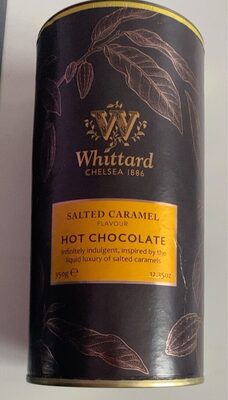 W
Whittard
CHELSEA 1886
SALTED CARAMEL
FLAVOUR
HOT CHOCOLATE
Infinitely indulgent, inspired by the
liquid luxury of salted caramels
350g ℮ 12.35oz